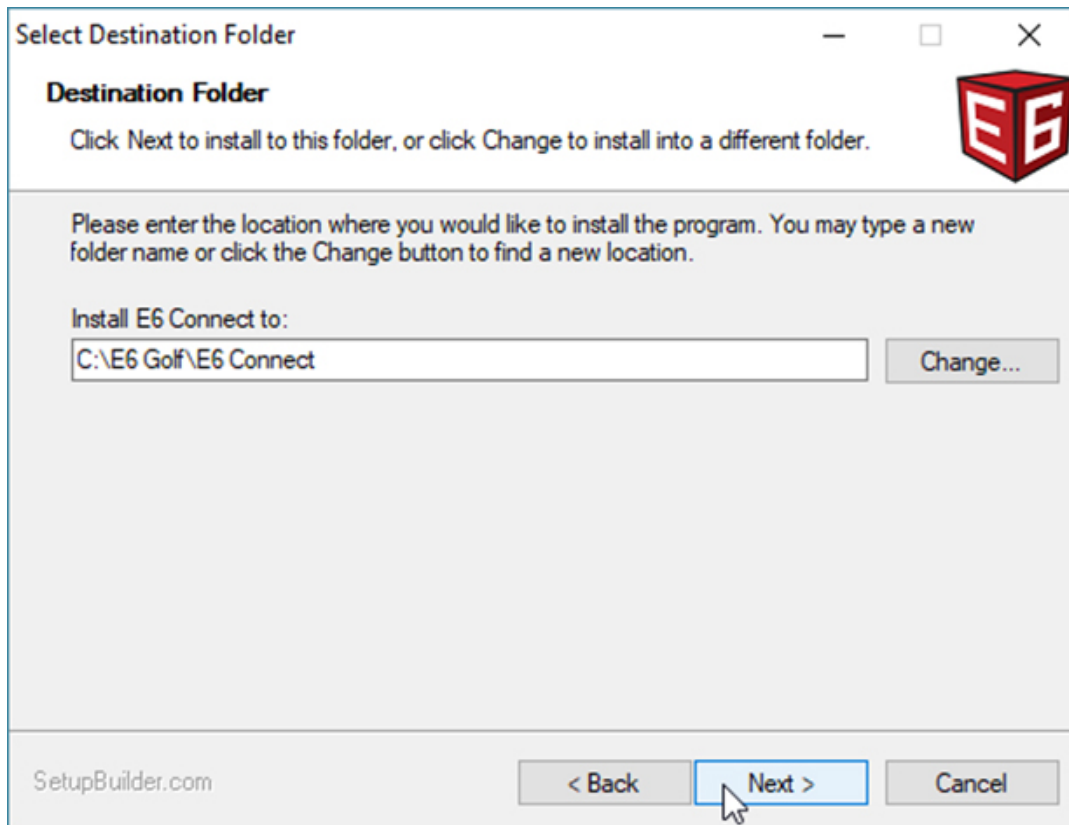 Select Destination Folder
Destination Folder
Click Next to install to this folder, or click Change to install into a different folder.
E6
Please enter the location where you would like to install the program. You may type a new
folder name or click the Change button to find a new location.
Install E6 Connect to:
C:\E6 Golf\E6 Connect
Change...
SetupBuilder.com
< Back
Next >
Cancel